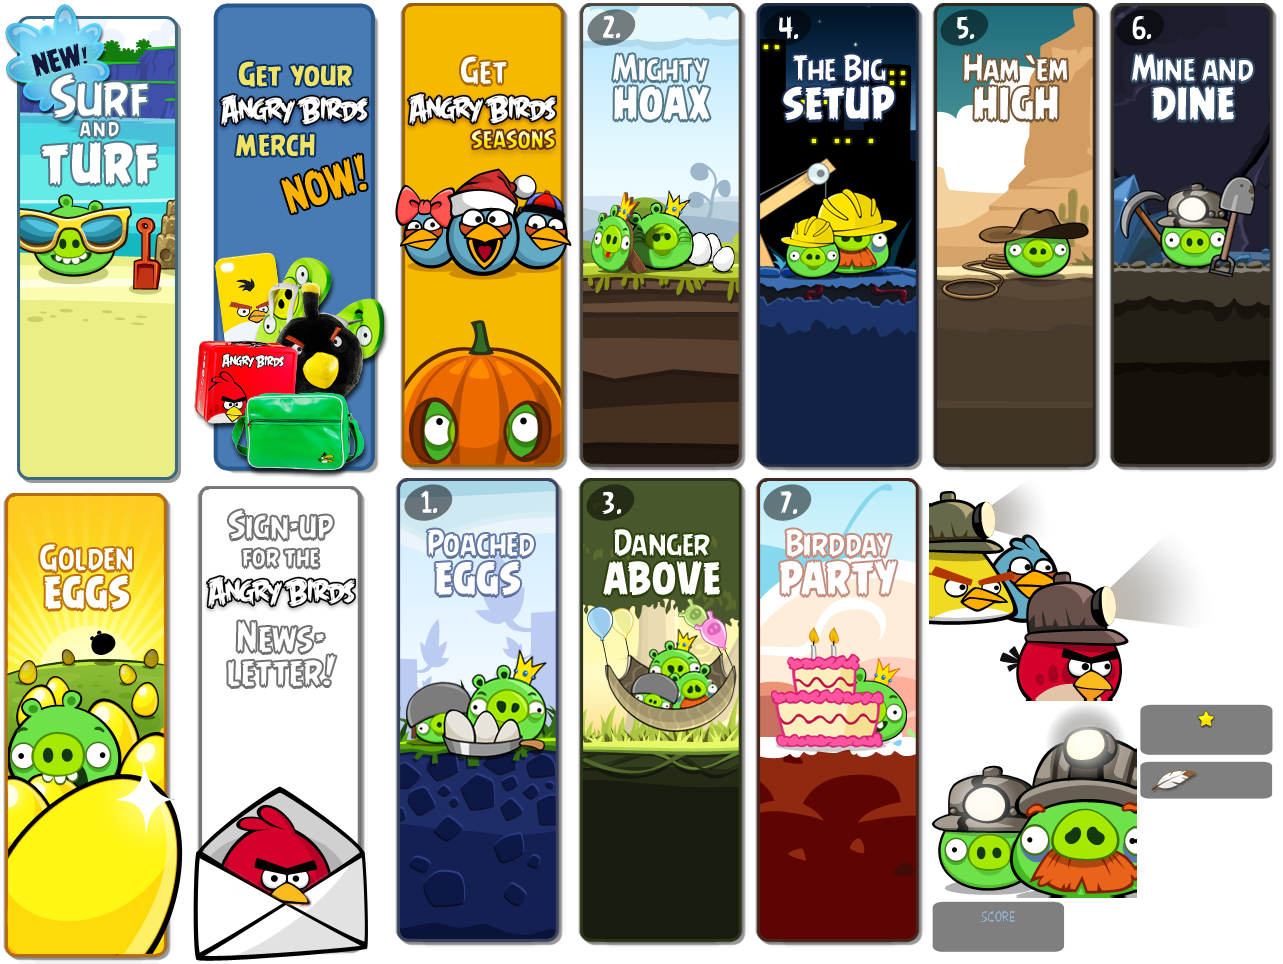 NEW!
SURF
AND
TURF
GET YOUR
ANGRY BIRDS
MERCH
NOW!
ANGRY BIRDS
GET
ANGRY BIRDS
SEASONS
2.
MIGHTY
HOAX
4.
THE BIG
SETUP
5.
HAM 'EM
HIGH
6.
MINE AND
DINE
GOLDEN
EGGS
SIGN-UP
FOR THE
ANGRY BIRDS
NEWS-
LETTER!
1.
POACHED
EGGS
3.
DANGER
ABOVE
7.
BIRDDAY
PARTY
SCORE